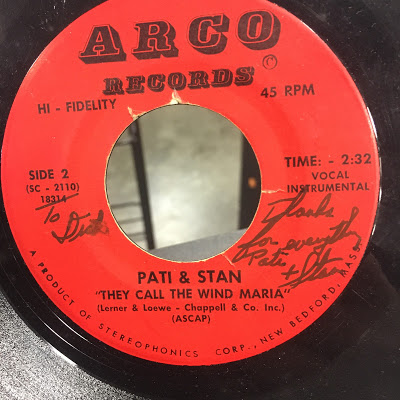 ARCO
©
RECORDS
HI - FIDELITY
45 RPM
SIDE 2
(SC - 2110)
18314
TIME: - 2:32
VOCAL
INSTRUMENTAL
To
Dick
Thanks
for everything
Pati
+ Stan
PATI & STAN
"THEY CALL THE WIND MARIA"
(Lerner & Loewe - Chappell & Co. Inc.)
(ASCAP)
A PRODUCT OF STEREOPHONICS CORP., NEW BEDFORD, MASS.